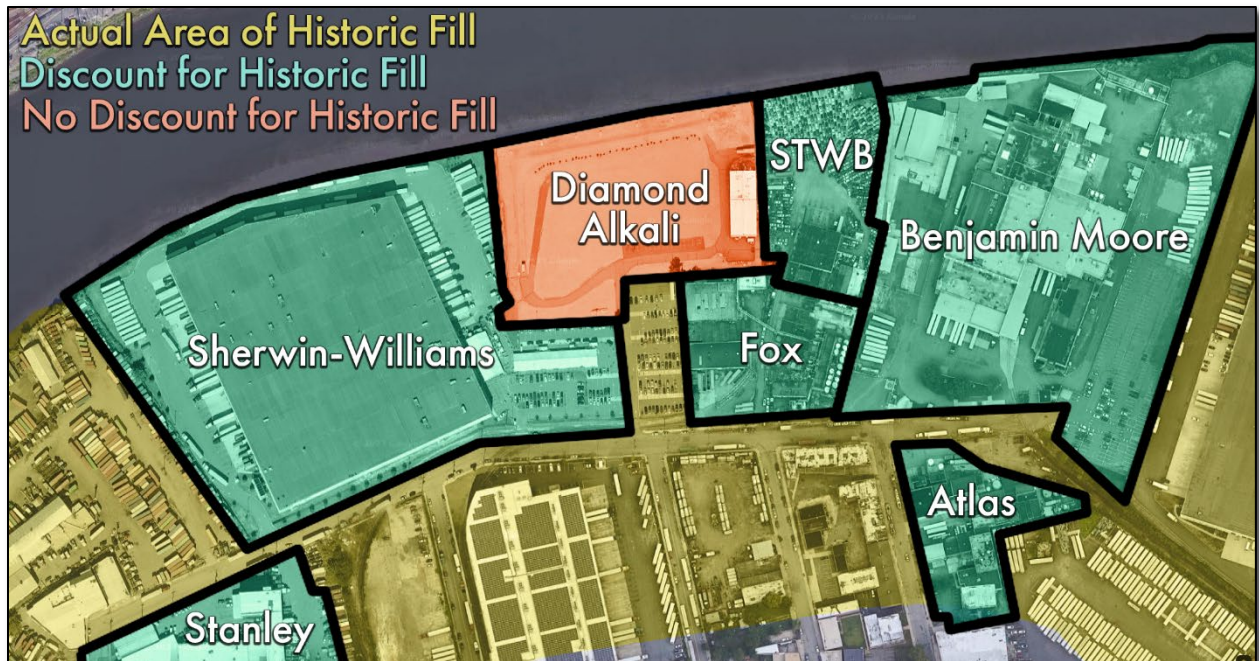 Actual Area of Historic Fill
Discount for Historic Fill
No Discount for Historic Fill
STWB
Diamond
Alkali
Benjamin Moore
Sherwin-Williams
Fox
Atlas
Stanley